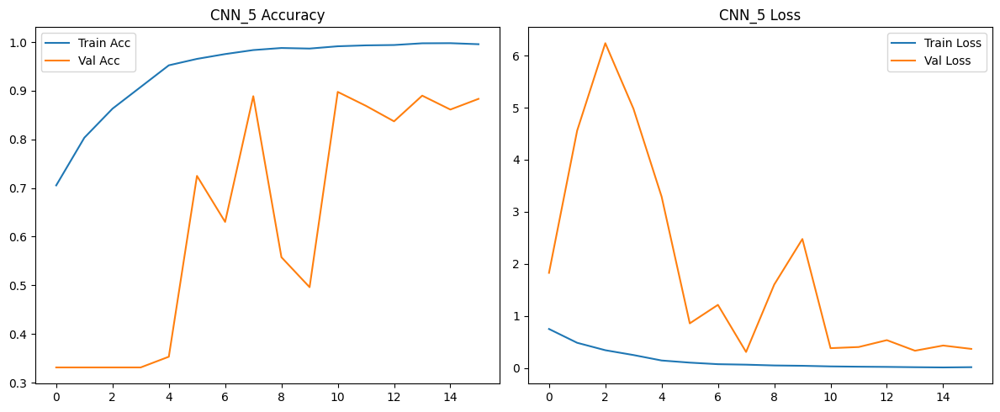 CNN_5 Accuracy
Train Acc
Val Acc
1.0
0.9
0.8
0.7
0.6
0.5
0.4
0.3
0 2 4 6 8 10 12 14
CNN_5 Loss
Train Loss
Val Loss
6
5
4
3
2
1
0
0 2 4 6 8 10 12 14